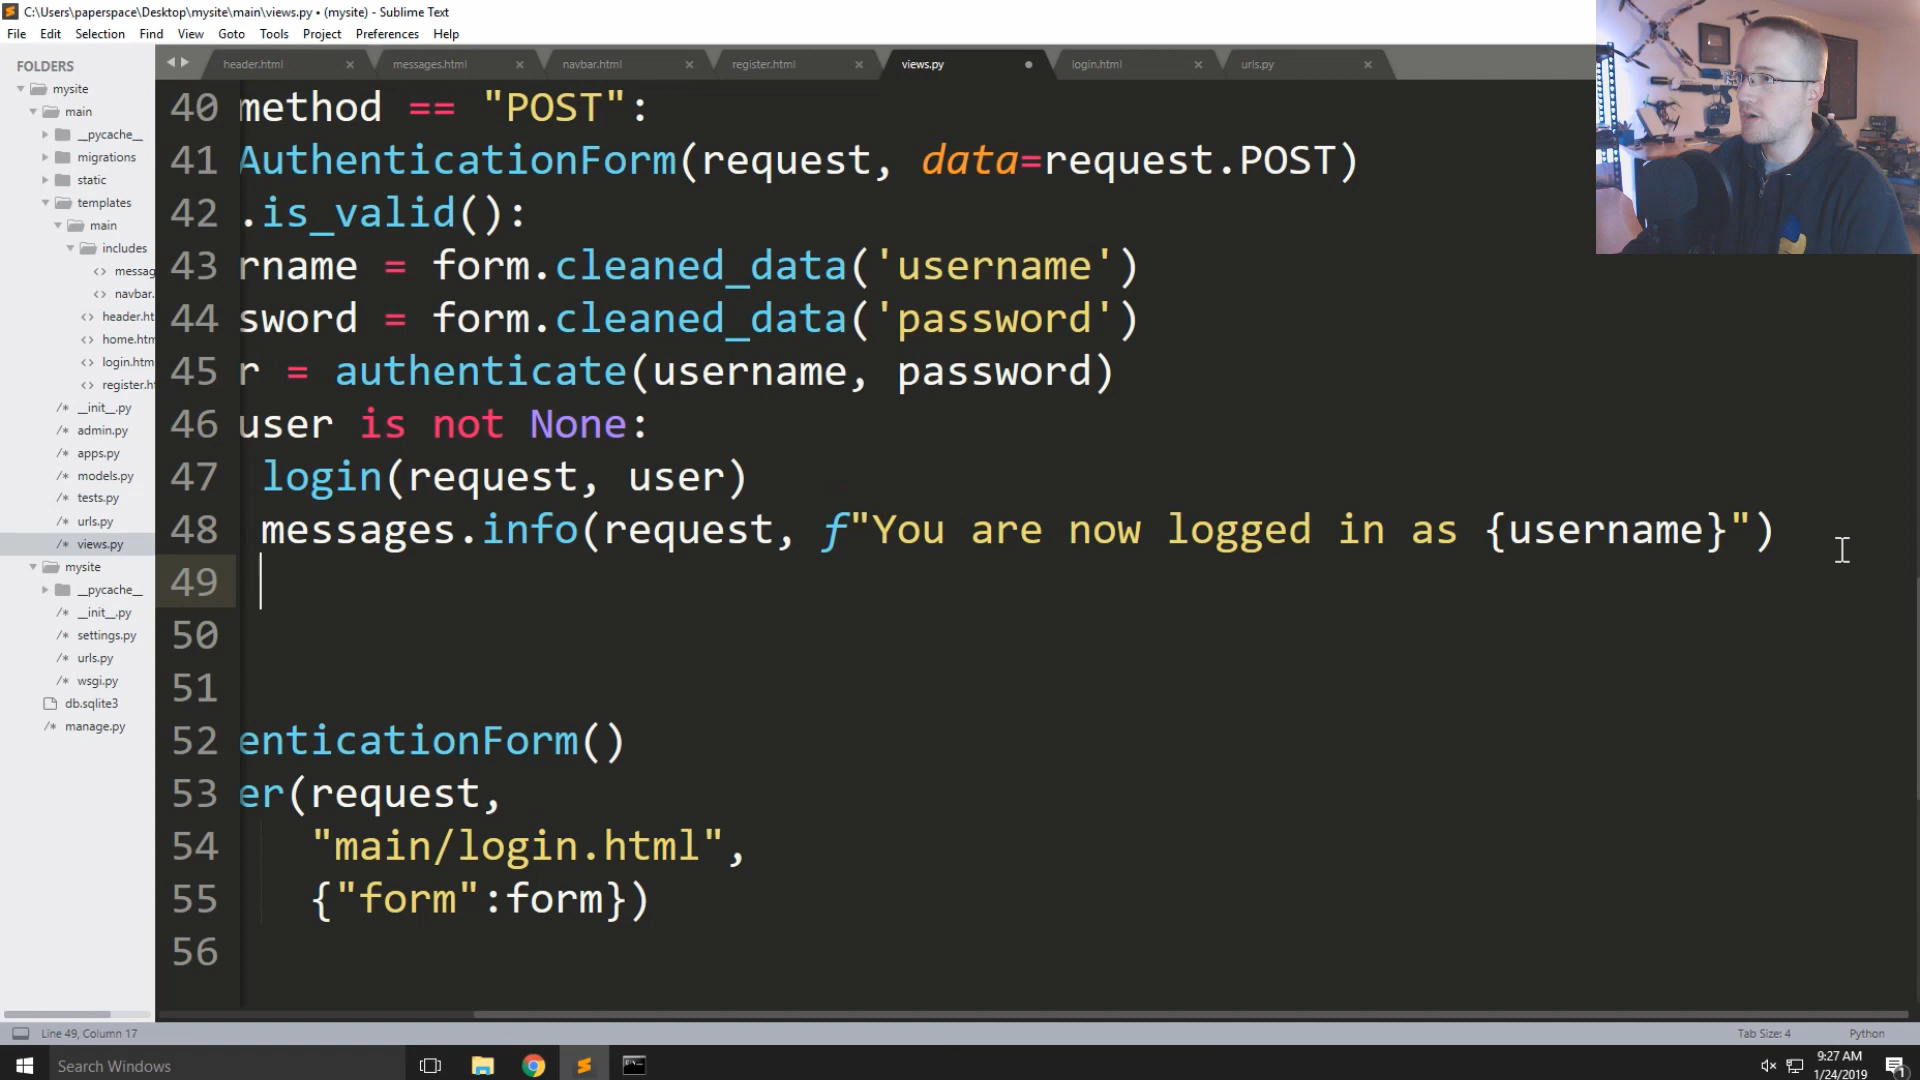 C:\Users\paperspace\Desktop\mysite\main\views.py • (mysite) - Sublime Text
File Edit Selection Find View Goto Tools Project Preferences Help
FOLDERS
mysite
main
__pycache__
migrations
static
templates
main
includes
messag
navbar.
header.ht
home.htm
login.htm
register.h
__init__.py
admin.py
apps.py
models.py
tests.py
urls.py
views.py
mysite
__pycache__
__init__.py
settings.py
urls.py
wsgi.py
db.sqlite3
manage.py
header.html messages.html navbar.html register.html views.py login.html urls.py
40 method == "POST":
41 AuthenticationForm(request, data=request.POST)
42 .is_valid():
43 rname = form.cleaned_data('username')
44 sword = form.cleaned_data('password')
45 r = authenticate(username, password)
46 user is not None:
47 login(request, user)
48 messages.info(request, f"You are now logged in as {username}")
49
50
51
52 enticationForm()
53 er(request,
54 "main/login.html",
55 {"form":form})
56
Line 49, Column 17
Tab Size: 4
Python
Search Windows
9:27 AM
1/24/2019
1